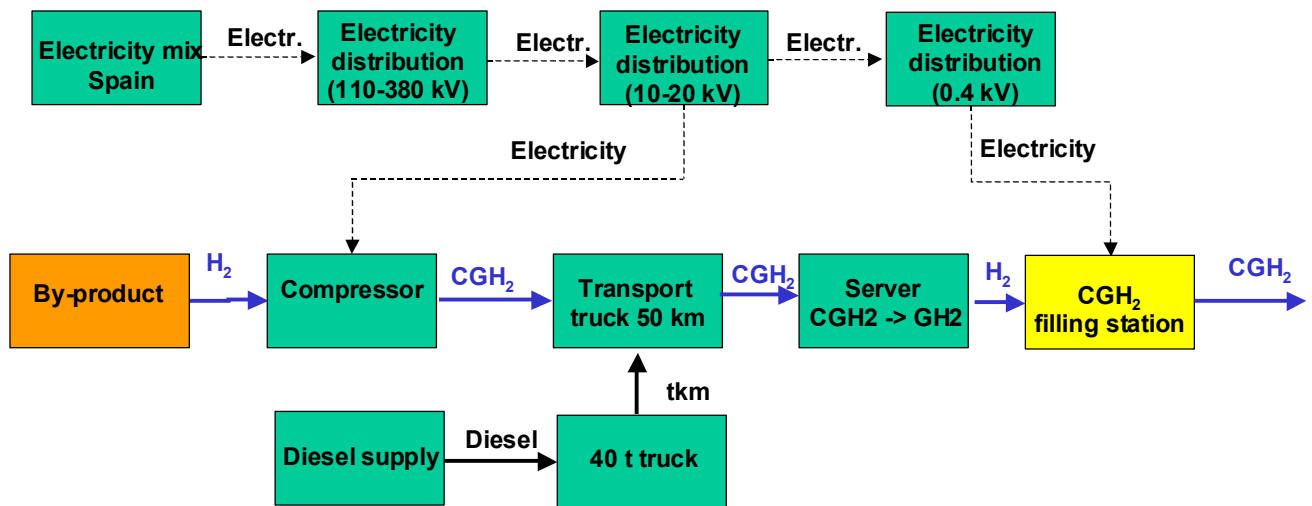 Electricity mix
Spain
Electr.
Electricity
distribution
(110-380 kV)
Electr.
Electricity
distribution
(10-20 kV)
Electr.
Electricity
distribution
(0.4 kV)
Electricity
Electricity
By-product
H₂
Compressor
CGH₂
Transport
truck 50 km
CGH₂
Server
CGH2 -> GH2
H₂
CGH₂
filling station
CGH₂
tkm
Diesel supply
Diesel
40 t truck